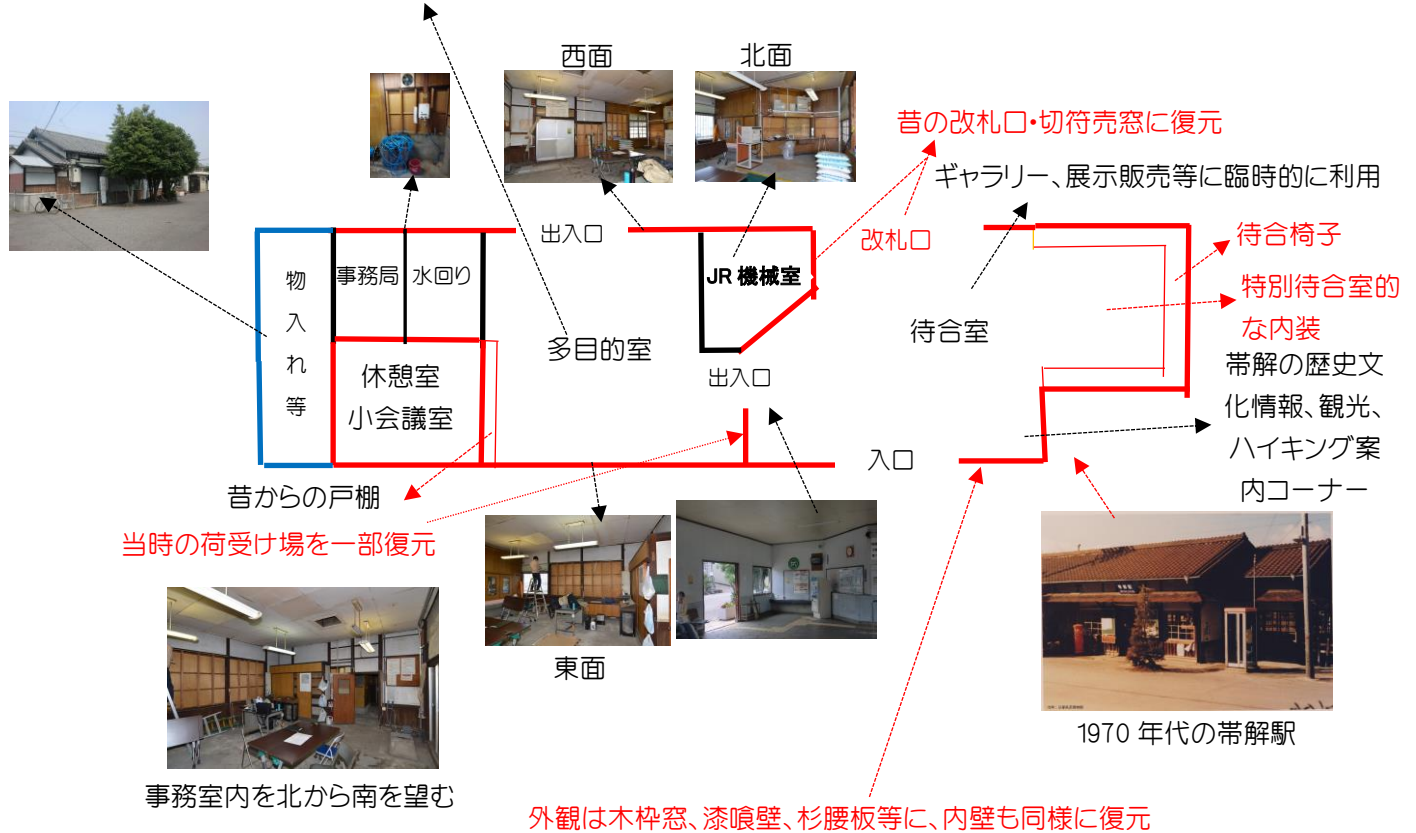 西面
北面
昔の改札口・切符売窓に復元
ギャラリー、展示販売等に臨時的に利用
出入口
改札口
待合椅子
物入れ等
事務局
水回り
JR 機械室
特別待合室的
な内装
多目的室
待合室
休憩室
小会議室
出入口
帯解の歴史文
化情報、観光、
ハイキング案
内コーナー
入口
昔からの戸棚
当時の荷受け場を一部復元
東面
1970 年代の帯解駅
事務室内を北から南を望む
外観は木枠窓、漆喰壁、杉腰板等に、内壁も同様に復元